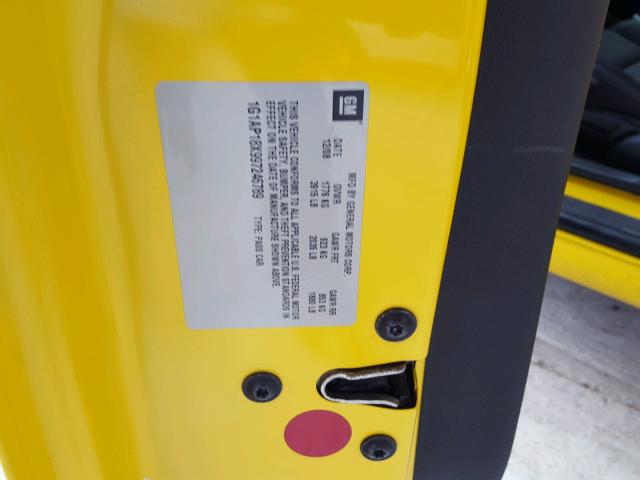 GM
MFD BY GENERAL MOTORS CORP.
DATE GVWR GAWR FRT GAWR RR
12/08 1776 KG 923 KG 853 KG
3915 LB 2035 LB 1880 LB
THIS VEHICLE CONFORMS TO ALL APPLICABLE U.S. FEDERAL MOTOR
VEHICLE SAFETY, BUMPER, AND THEFT PREVENTION STANDARDS IN
EFFECT ON THE DATE OF MANUFACTURE SHOWN ABOVE.
1G1AP18X997245789 TYPE: PASS CAR